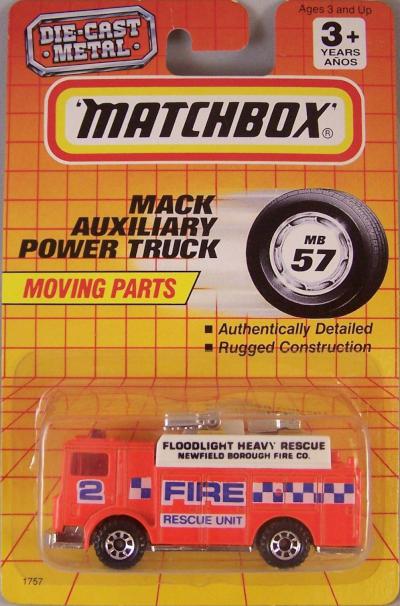 DIE-CAST
METAL
Ages 3 and Up
3+
YEARS
AÑOS
'MATCHBOX'®
MACK
AUXILIARY
POWER TRUCK
MB
57
MOVING PARTS
■ Authentically Detailed
■ Rugged Construction
FLOODLIGHT HEAVY RESCUE
NEWFIELD BOROUGH FIRE CO.
2
FIRE
RESCUE UNIT
1757